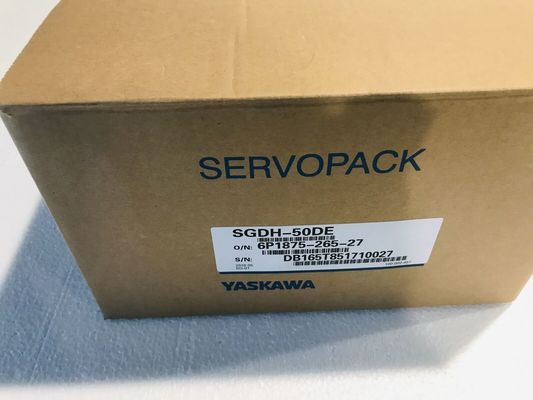 SERVOPACK
SGDH-50DE
O/N: 6P1875-265-27
S/N: DB165T851710027
YASKAWA